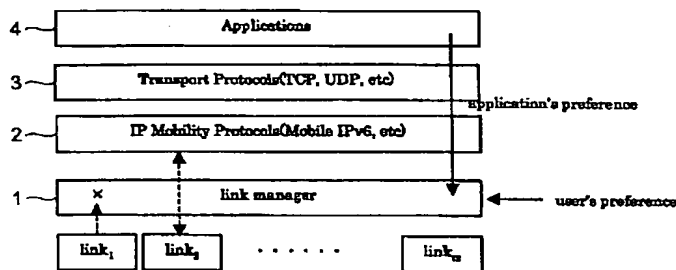 4 Applications
3 Transport Protocols(TCP, UDP, etc)
application's preference
2 IP Mobility Protocols(Mobile IPv6, etc)
1 × link manager
user's preference
link₁ link₂ · · · · · · linkₙ